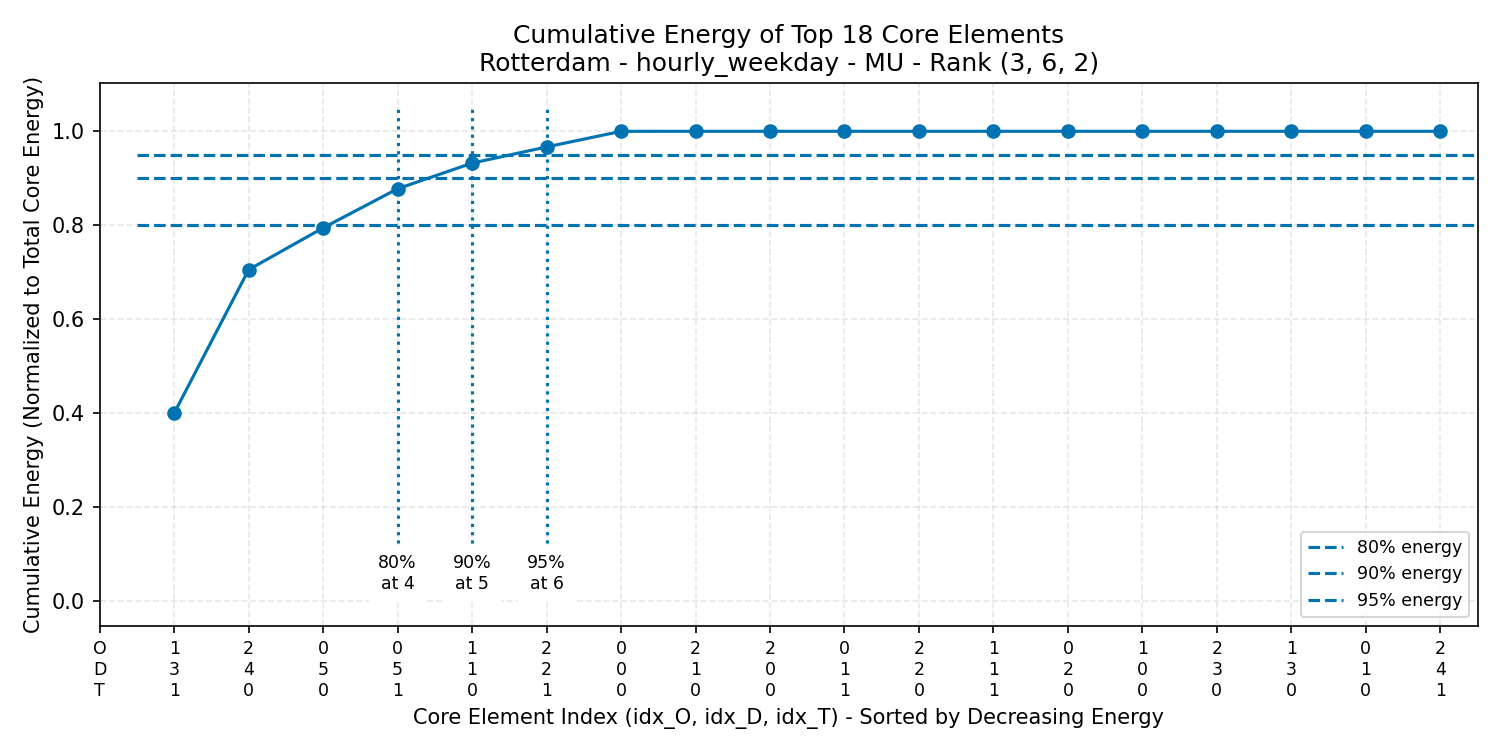 Cumulative Energy of Top 18 Core Elements
Rotterdam - hourly_weekday - MU - Rank (3, 6, 2)
Cumulative Energy (Normalized to Total Core Energy)
1.0
0.8
0.6
0.4
0.2
0.0
80% 90% 95%
at 4 at 5 at 6
80% energy
90% energy
95% energy
O 1 2 0 0 1 2 0 2 2 0 2 1 0 1 2 1 0 2
D 3 4 5 5 1 2 0 1 0 1 2 1 2 0 3 3 1 4
T 1 0 0 1 0 1 0 0 0 1 0 1 0 0 0 0 0 1
Core Element Index (idx_O, idx_D, idx_T) - Sorted by Decreasing Energy